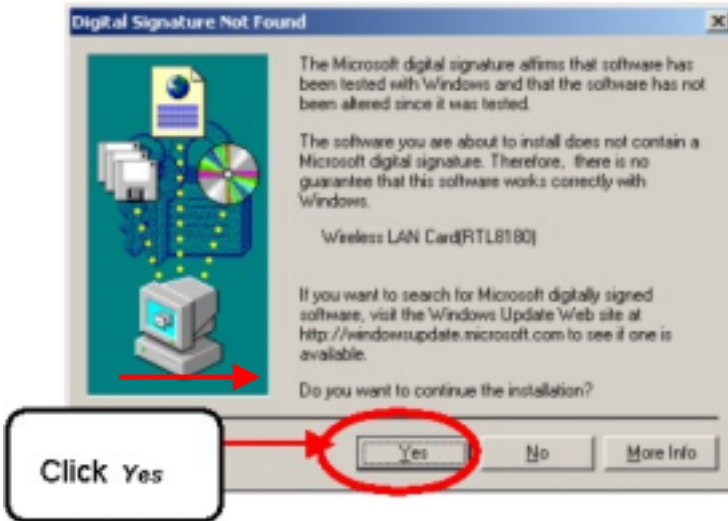 Digital Signature Not Found
The Microsoft digital signature affirms that software has
been tested with Windows and that the software has not
been altered since it was tested.
The software you are about to install does not contain a
Microsoft digital signature. Therefore, there is no
guarantee that this software works correctly with
Windows.
Wireless LAN Card(RTL8180)
If you want to search for Microsoft digitally signed
software, visit the Windows Update Web site at
http://windowsupdate.microsoft.com to see if one is
available.
Do you want to continue the installation?
Yes No More Info
Click Yes